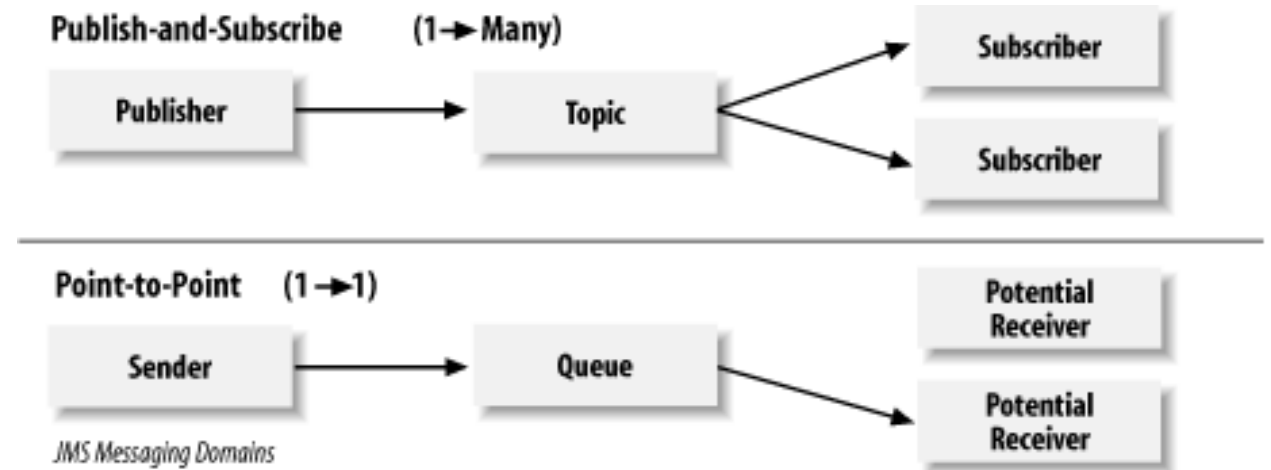 Publish-and-Subscribe (1→Many)
Publisher
Topic
Subscriber
Subscriber
Point-to-Point (1→1)
Sender
Queue
Potential
Receiver
Potential
Receiver
JMS Messaging Domains